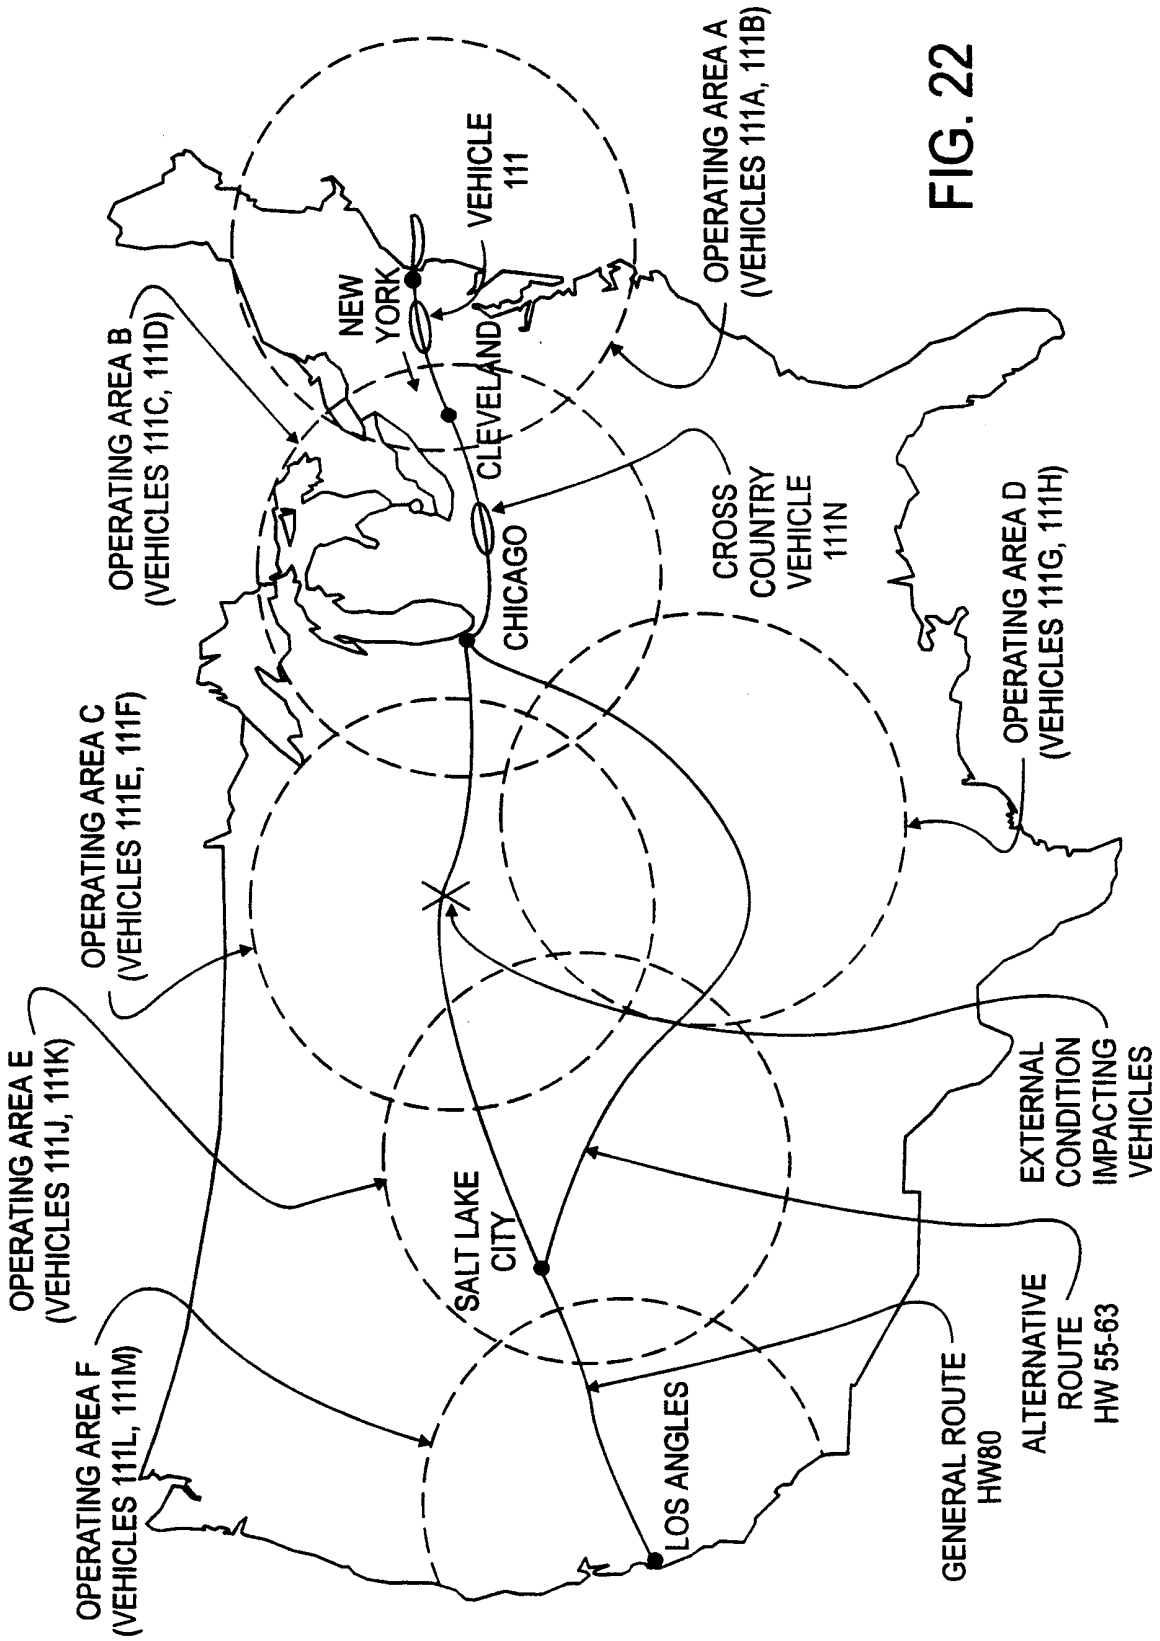 OPERATING AREA F
(VEHICLES 111L, 111M)
OPERATING AREA E
(VEHICLES 111J, 111K)
OPERATING AREA C
(VEHICLES 111E, 111F)
OPERATING AREA B
(VEHICLES 111C, 111D)
NEW
YORK
VEHICLE
111
CLEVELAND
OPERATING AREA A
(VEHICLES 111A, 111B)
CHICAGO
CROSS
COUNTRY
VEHICLE
111N
SALT LAKE
CITY
LOS ANGELES
GENERAL ROUTE
HW80
ALTERNATIVE
ROUTE
HW 55-63
EXTERNAL
CONDITION
IMPACTING
VEHICLES
OPERATING AREA D
(VEHICLES 111G, 111H)
FIG. 22